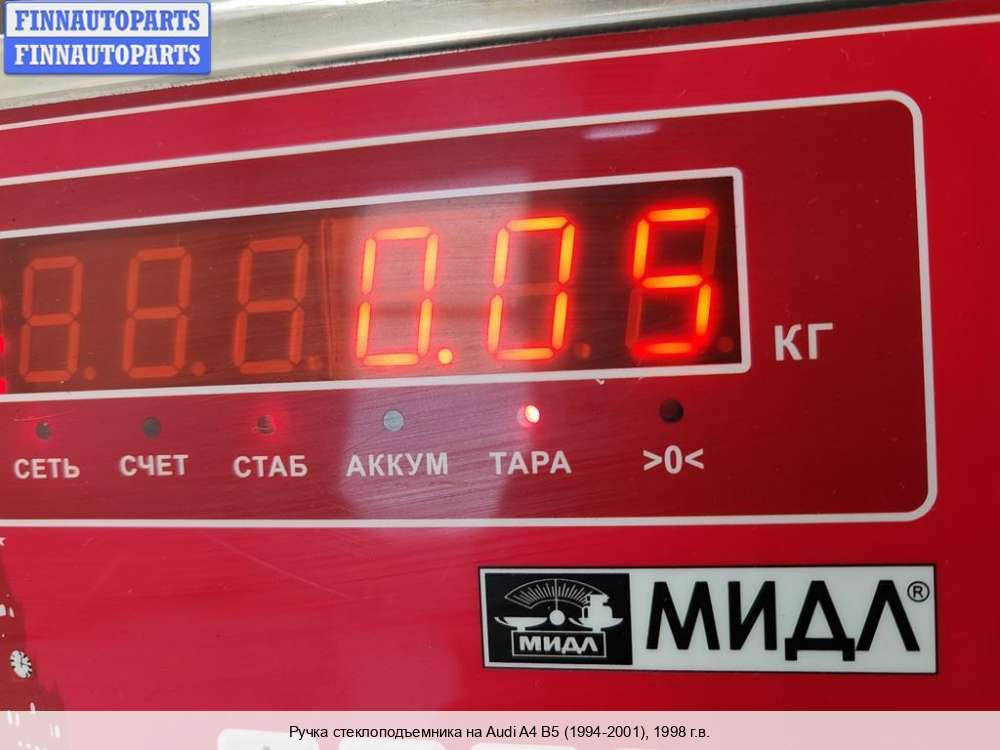 FINNAUTOPARTS
FINNAUTOPARTS
0.05
КГ
СЕТЬ СЧЕТ СТАБ АККУМ ТАРА >0<
МИДЛ МИДЛ®
Ручка стеклоподъемника на Audi A4 B5 (1994-2001), 1998 г.в.